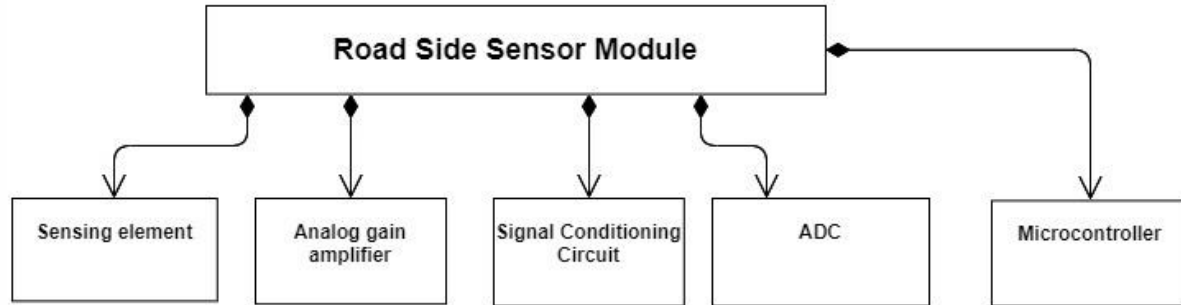 Road Side Sensor Module
Sensing element
Analog gain
amplifier
Signal Conditioning
Circuit
ADC
Microcontroller